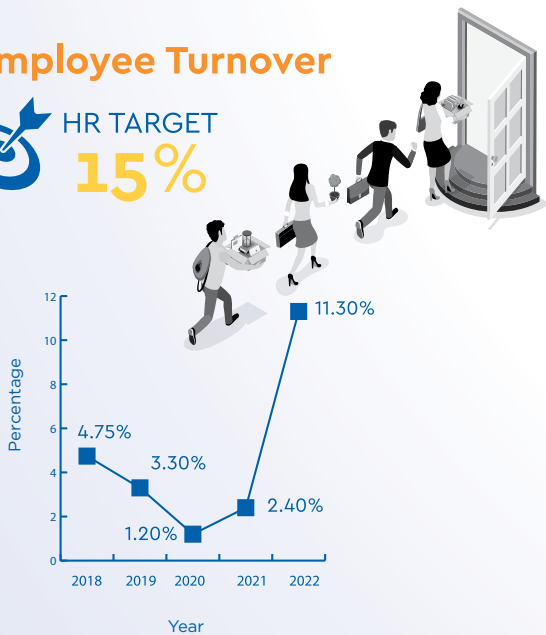 mployee Turnover
HR TARGET
15%
12
11.30%
10
Percentage
8
6
4.75%
4
3.30%
2
1.20%
2.40%
0
2018 2019 2020 2021 2022
Year